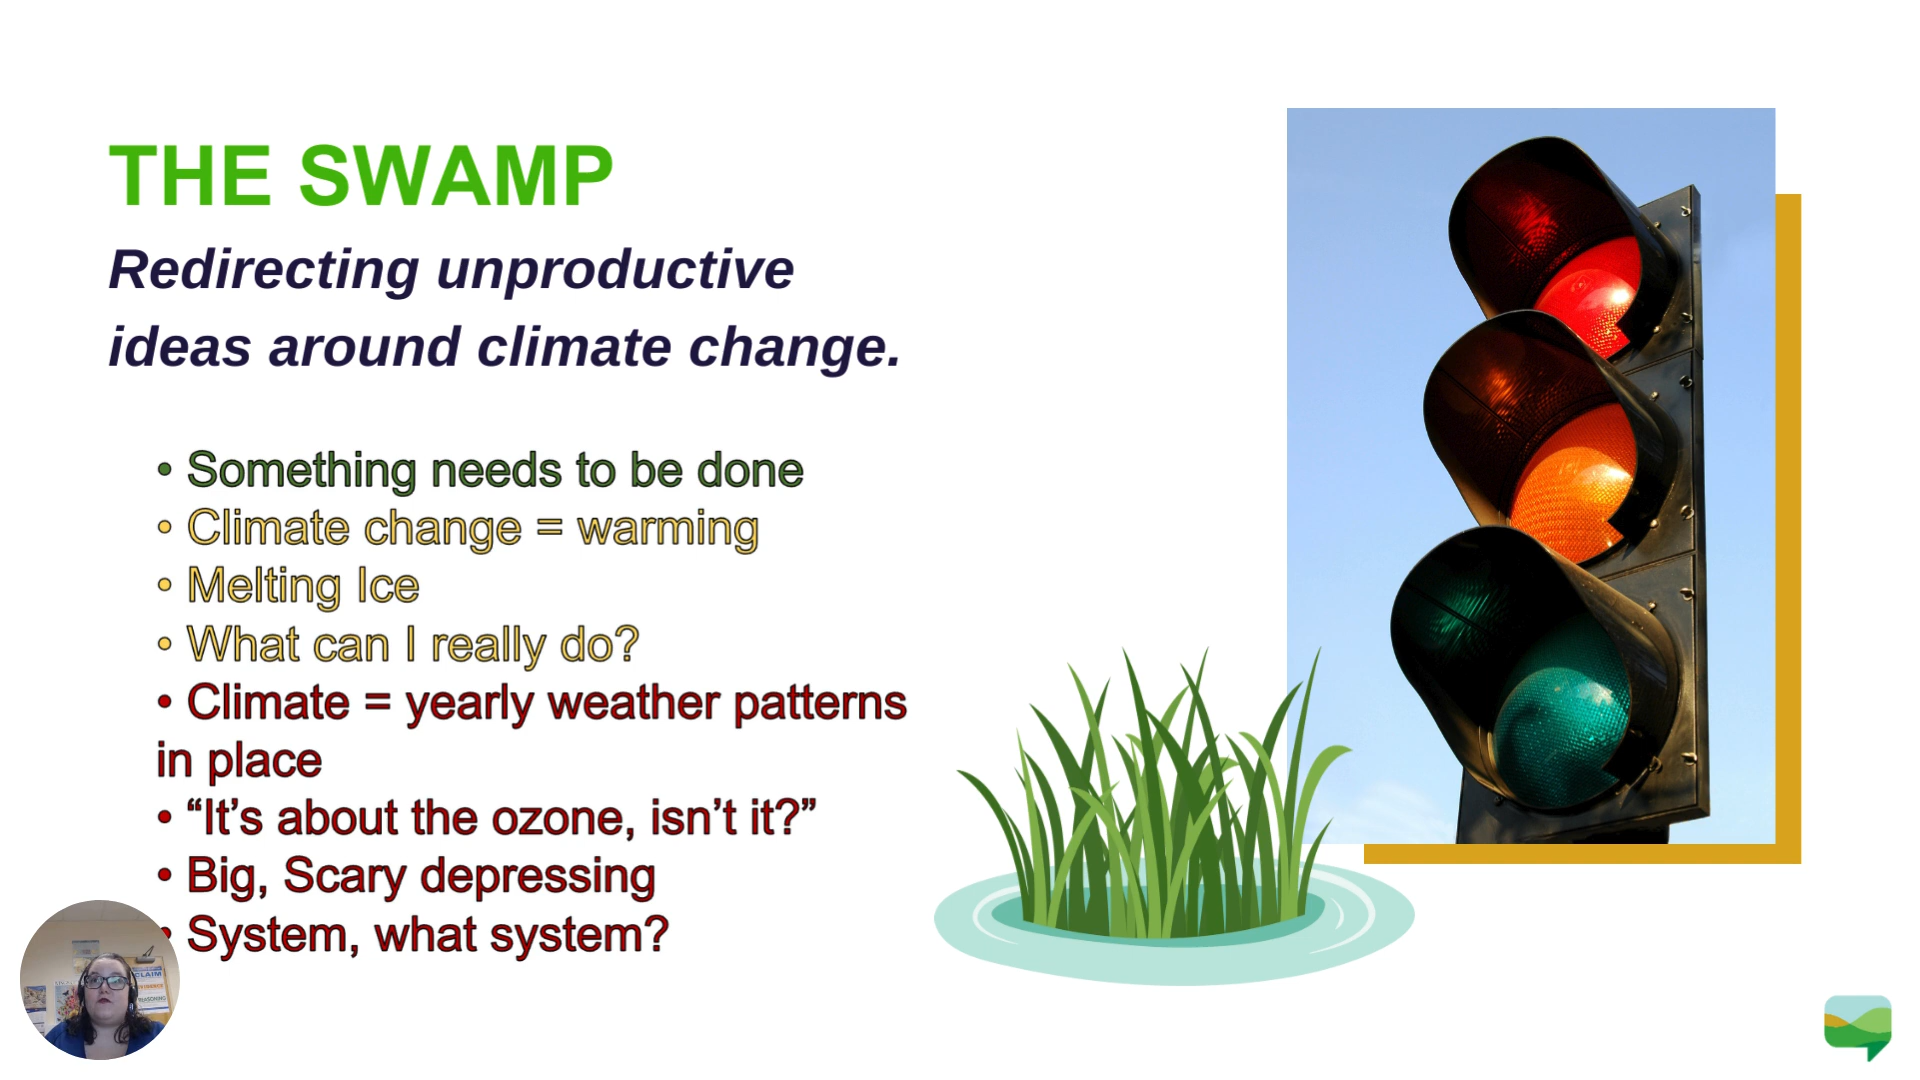 THE SWAMP
Redirecting unproductive
ideas around climate change.
• Something needs to be done
• Climate change = warming
• Melting Ice
• What can I really do?
• Climate = yearly weather patterns
in place
• “It’s about the ozone, isn’t it?”
• Big, Scary depressing
• System, what system?
CLAIM
REASONING